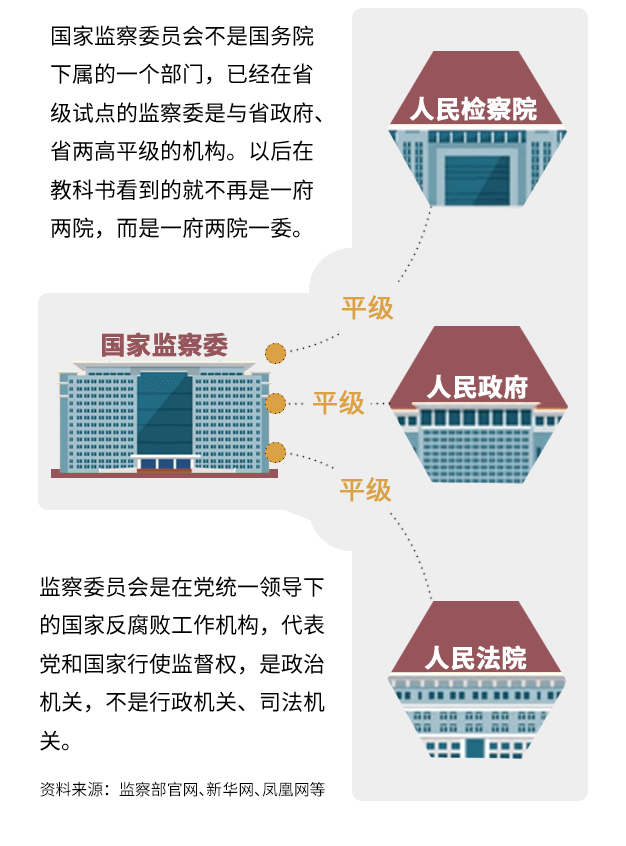 国家监察委员会不是国务院
下属的一个部门，已经在省
级试点的监察委是与省政府、
省两高平级的机构。以后在
教科书看到的就不再是一府
两院，而是一府两院一委。
人民检察院
平级
国家监察委
平级
人民政府
平级
监察委员会是在党统一领导下
的国家反腐败工作机构，代表
党和国家行使监督权，是政治
机关，不是行政机关、司法机
关。
人民法院
资料来源：监察部官网、新华网、凤凰网等